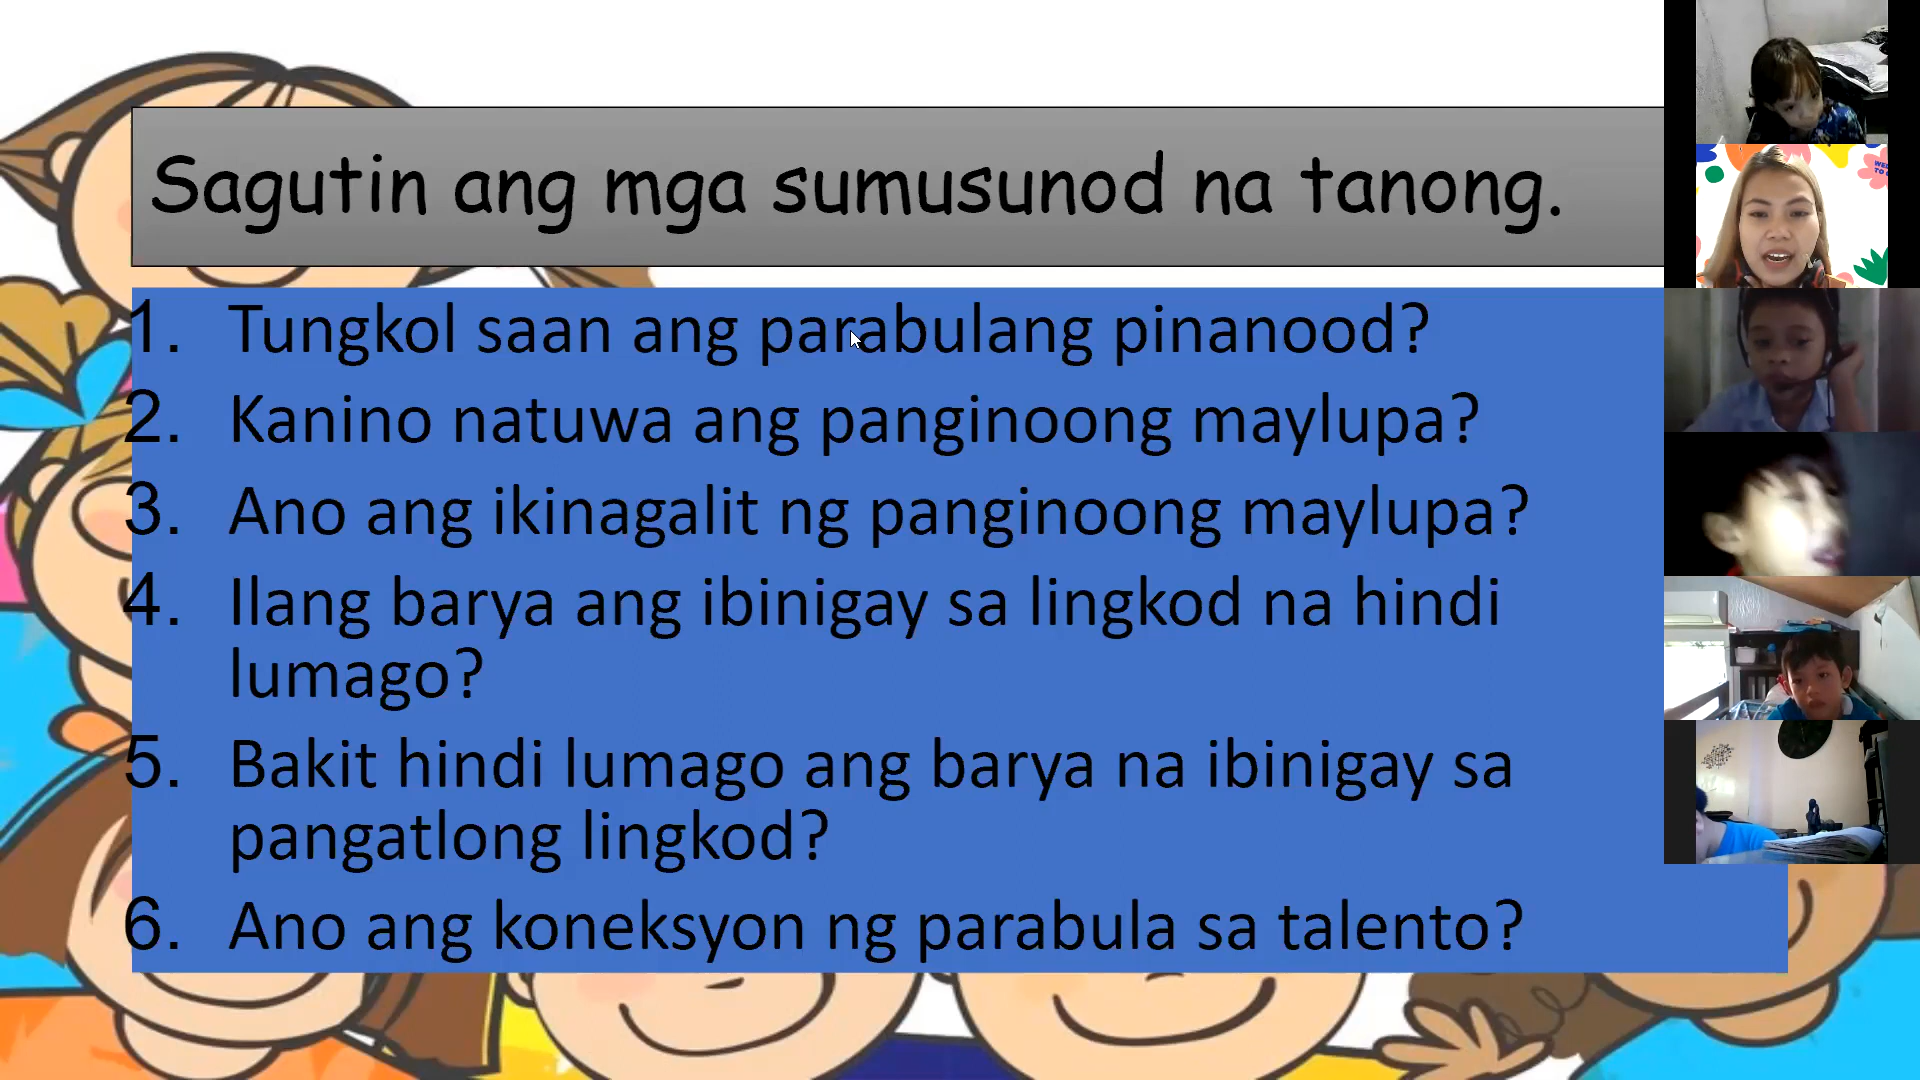 Sagutin ang mga sumusunod na tanong.
1. Tungkol saan ang parabulang pinanood?
2. Kanino natuwa ang panginoong maylupa?
3. Ano ang ikinagalit ng panginoong maylupa?
4. Ilang barya ang ibinigay sa lingkod na hindi
lumago?
5. Bakit hindi lumago ang barya na ibinigay sa
pangatlong lingkod?
6. Ano ang koneksyon ng parabula sa talento?